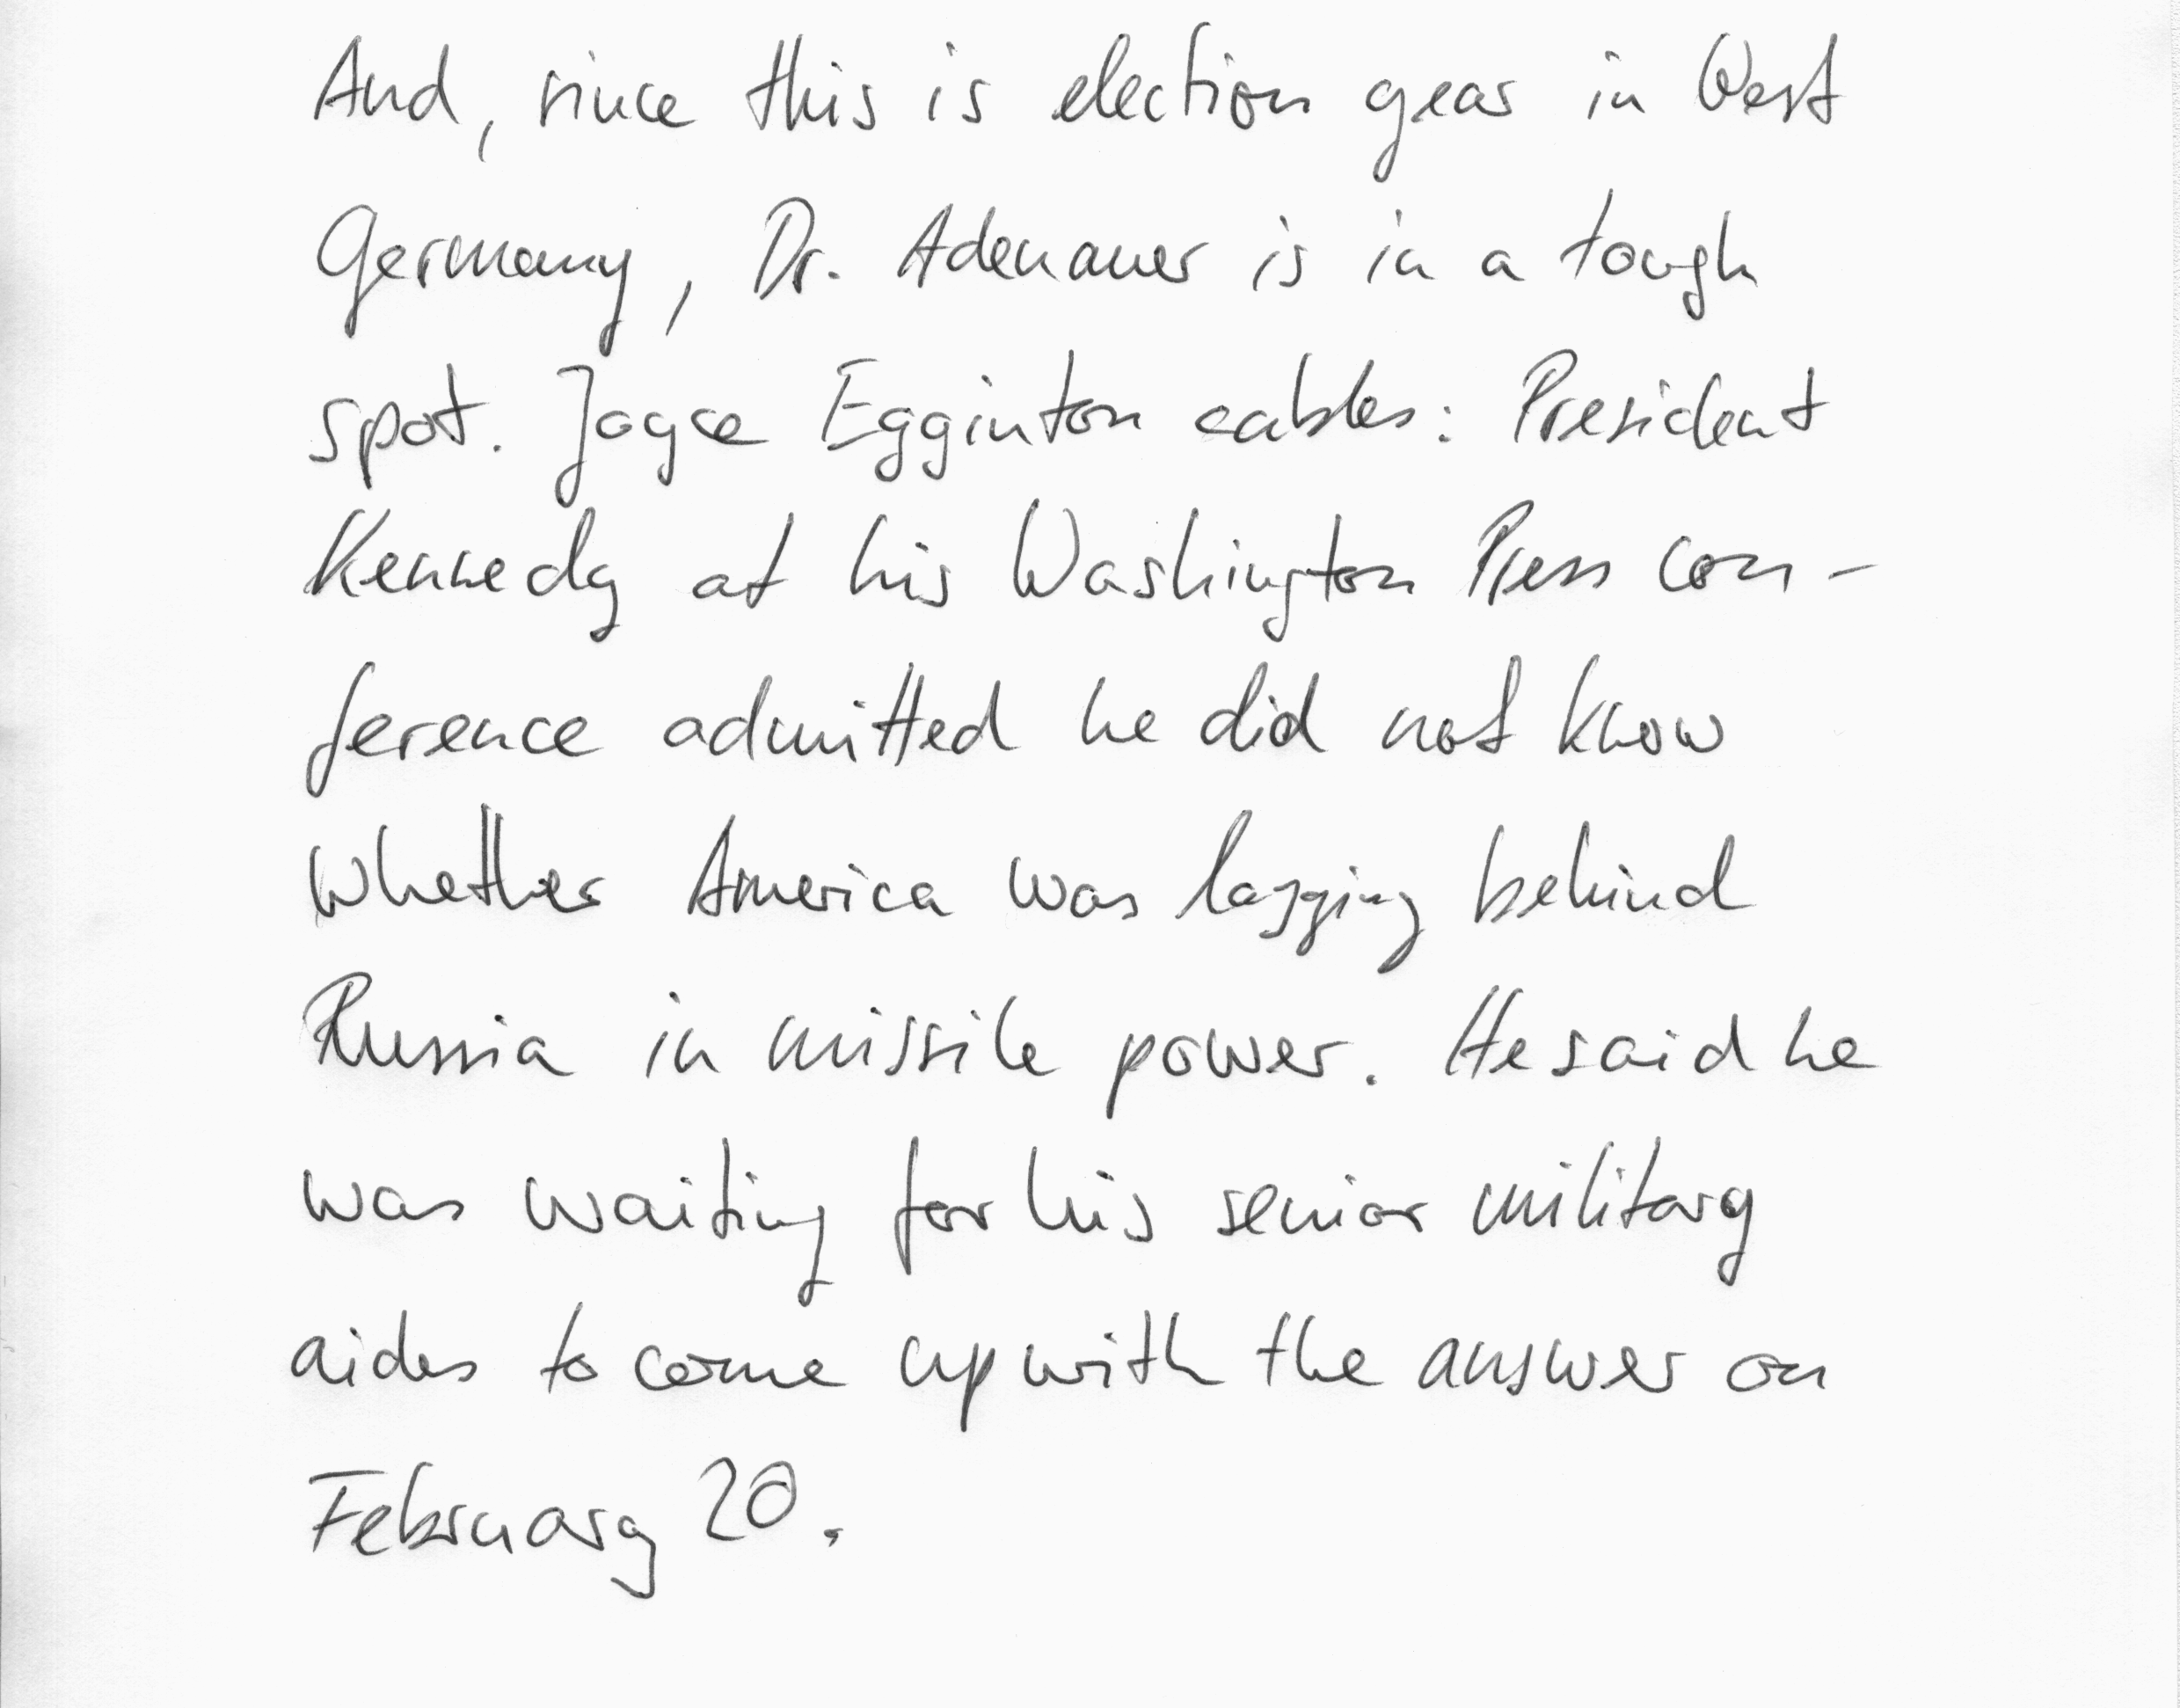 And, since this is election year in West
Germany, Dr. Adenauer is in a tough
spot. Joyce Egginton cables: President
Kennedy at his Washington Press con-
ference admitted he did not know
whether America was lagging behind
Russia in missile power. He said he
was waiting for his senior military
aides to come up with the answer on
February 20.